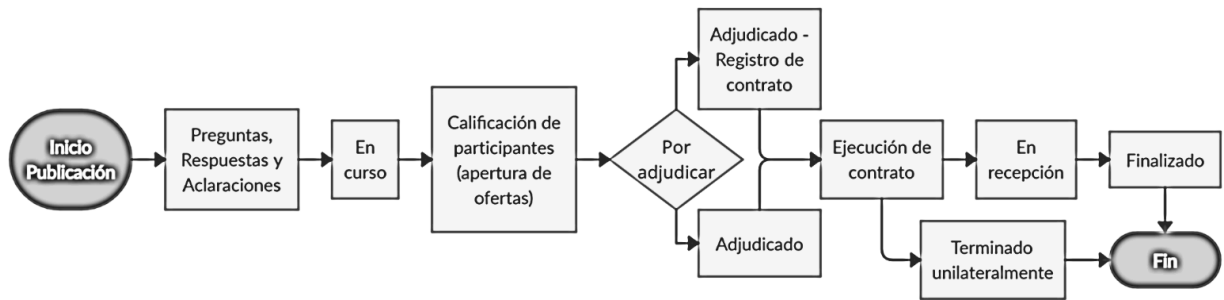 Inicio
Publicación
Preguntas,
Respuestas y
Aclaraciones
En
curso
Calificación de
participantes
(apertura de
ofertas)
Por
adjudicar
Adjudicado -
Registro de
contrato
Adjudicado
Ejecución de
contrato
En
recepción
Finalizado
Terminado
unilateralmente
Fin